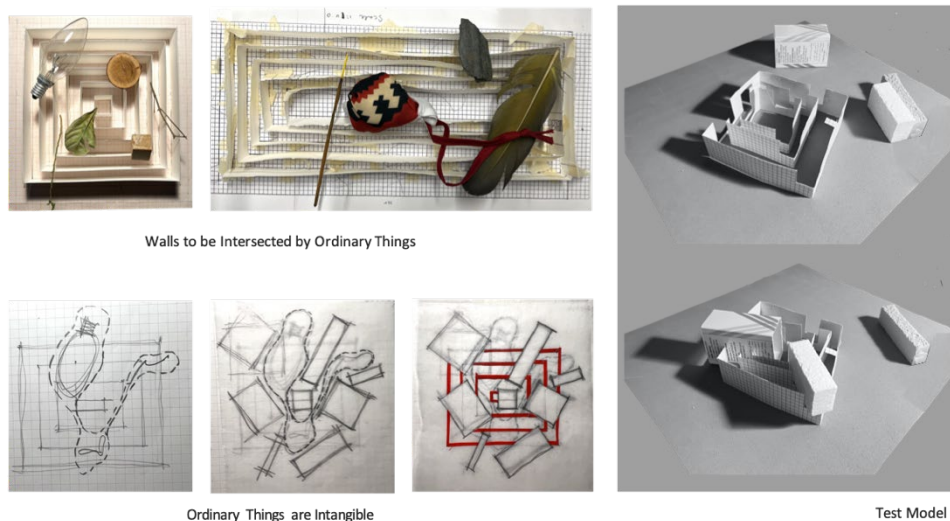 Walls to be Intersected by Ordinary Things
Ordinary Things are Intangible
Test Model